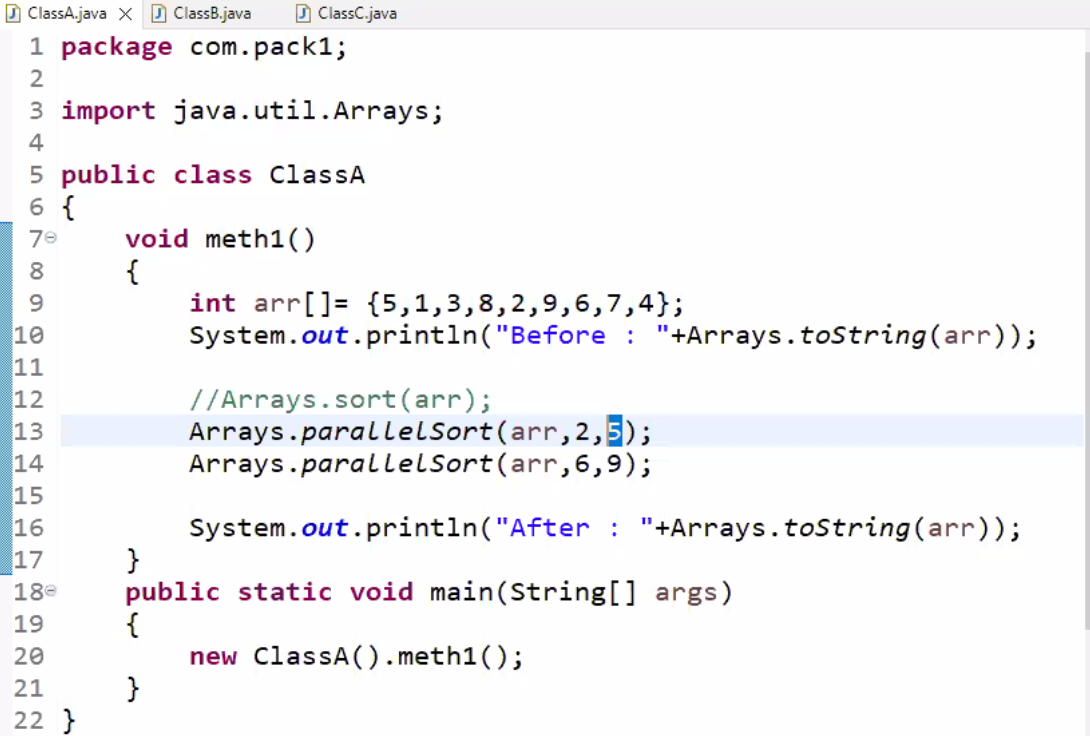 ClassA.java ClassB.java ClassC.java
1 package com.pack1;
2
3 import java.util.Arrays;
4
5 public class ClassA
6 {
7 void meth1()
8 {
9 int arr[]= {5,1,3,8,2,9,6,7,4};
10 System.out.println("Before : "+Arrays.toString(arr));
11
12 //Arrays.sort(arr);
13 Arrays.parallelSort(arr,2,5);
14 Arrays.parallelSort(arr,6,9);
15
16 System.out.println("After : "+Arrays.toString(arr));
17 }
18 public static void main(String[] args)
19 {
20 new ClassA().meth1();
21 }
22 }